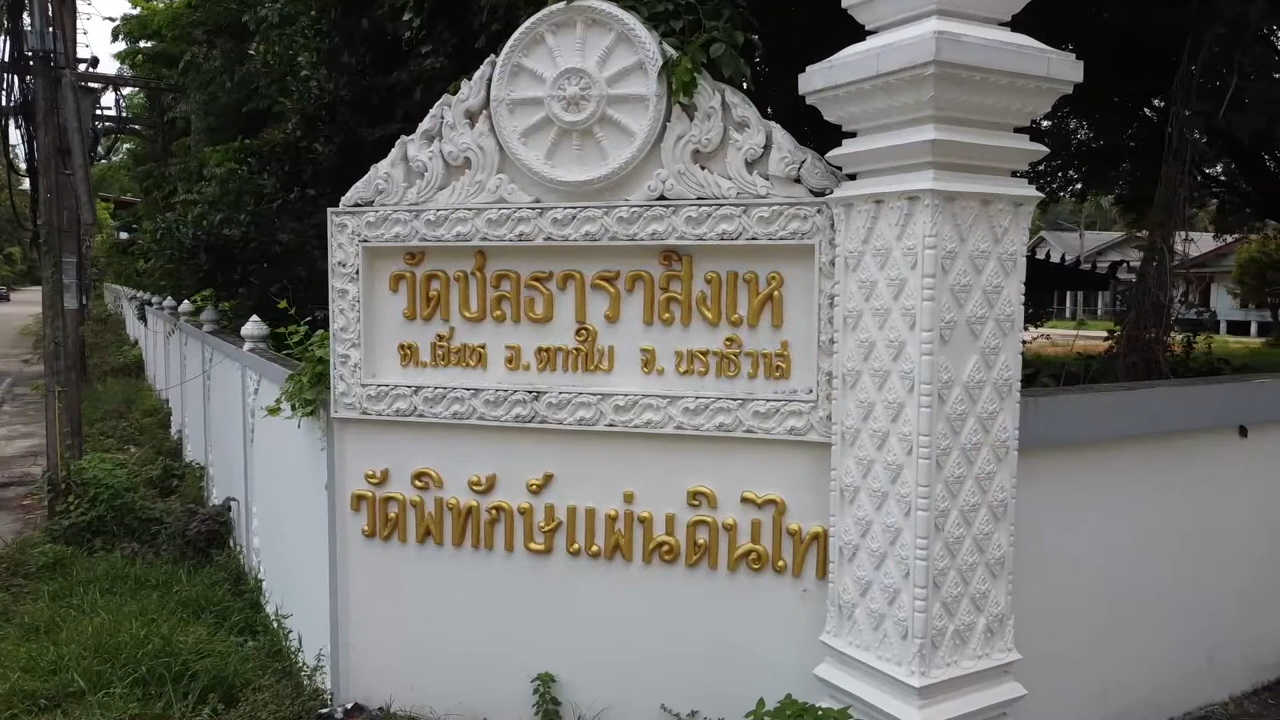 วัดชลธาราสิงเห
ต.เจ๊ะเห อ.ตากใบ จ.นราธิวาส
วัดพิทักษ์แผ่นดินไท